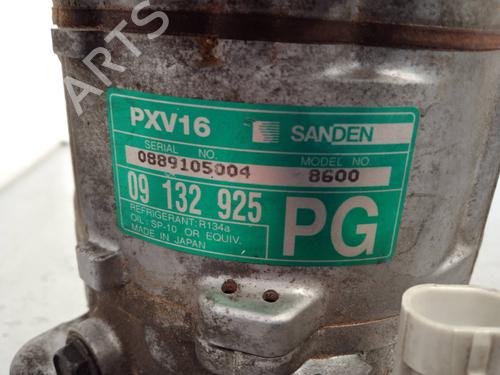 ARTS
PXV16 SANDEN
SERIAL NO. MODEL NO.
0889105004 8600
09 132 925 PG
REFRIGERANT: R134a
OIL: SP-10 OR EQUIV.
MADE IN JAPAN